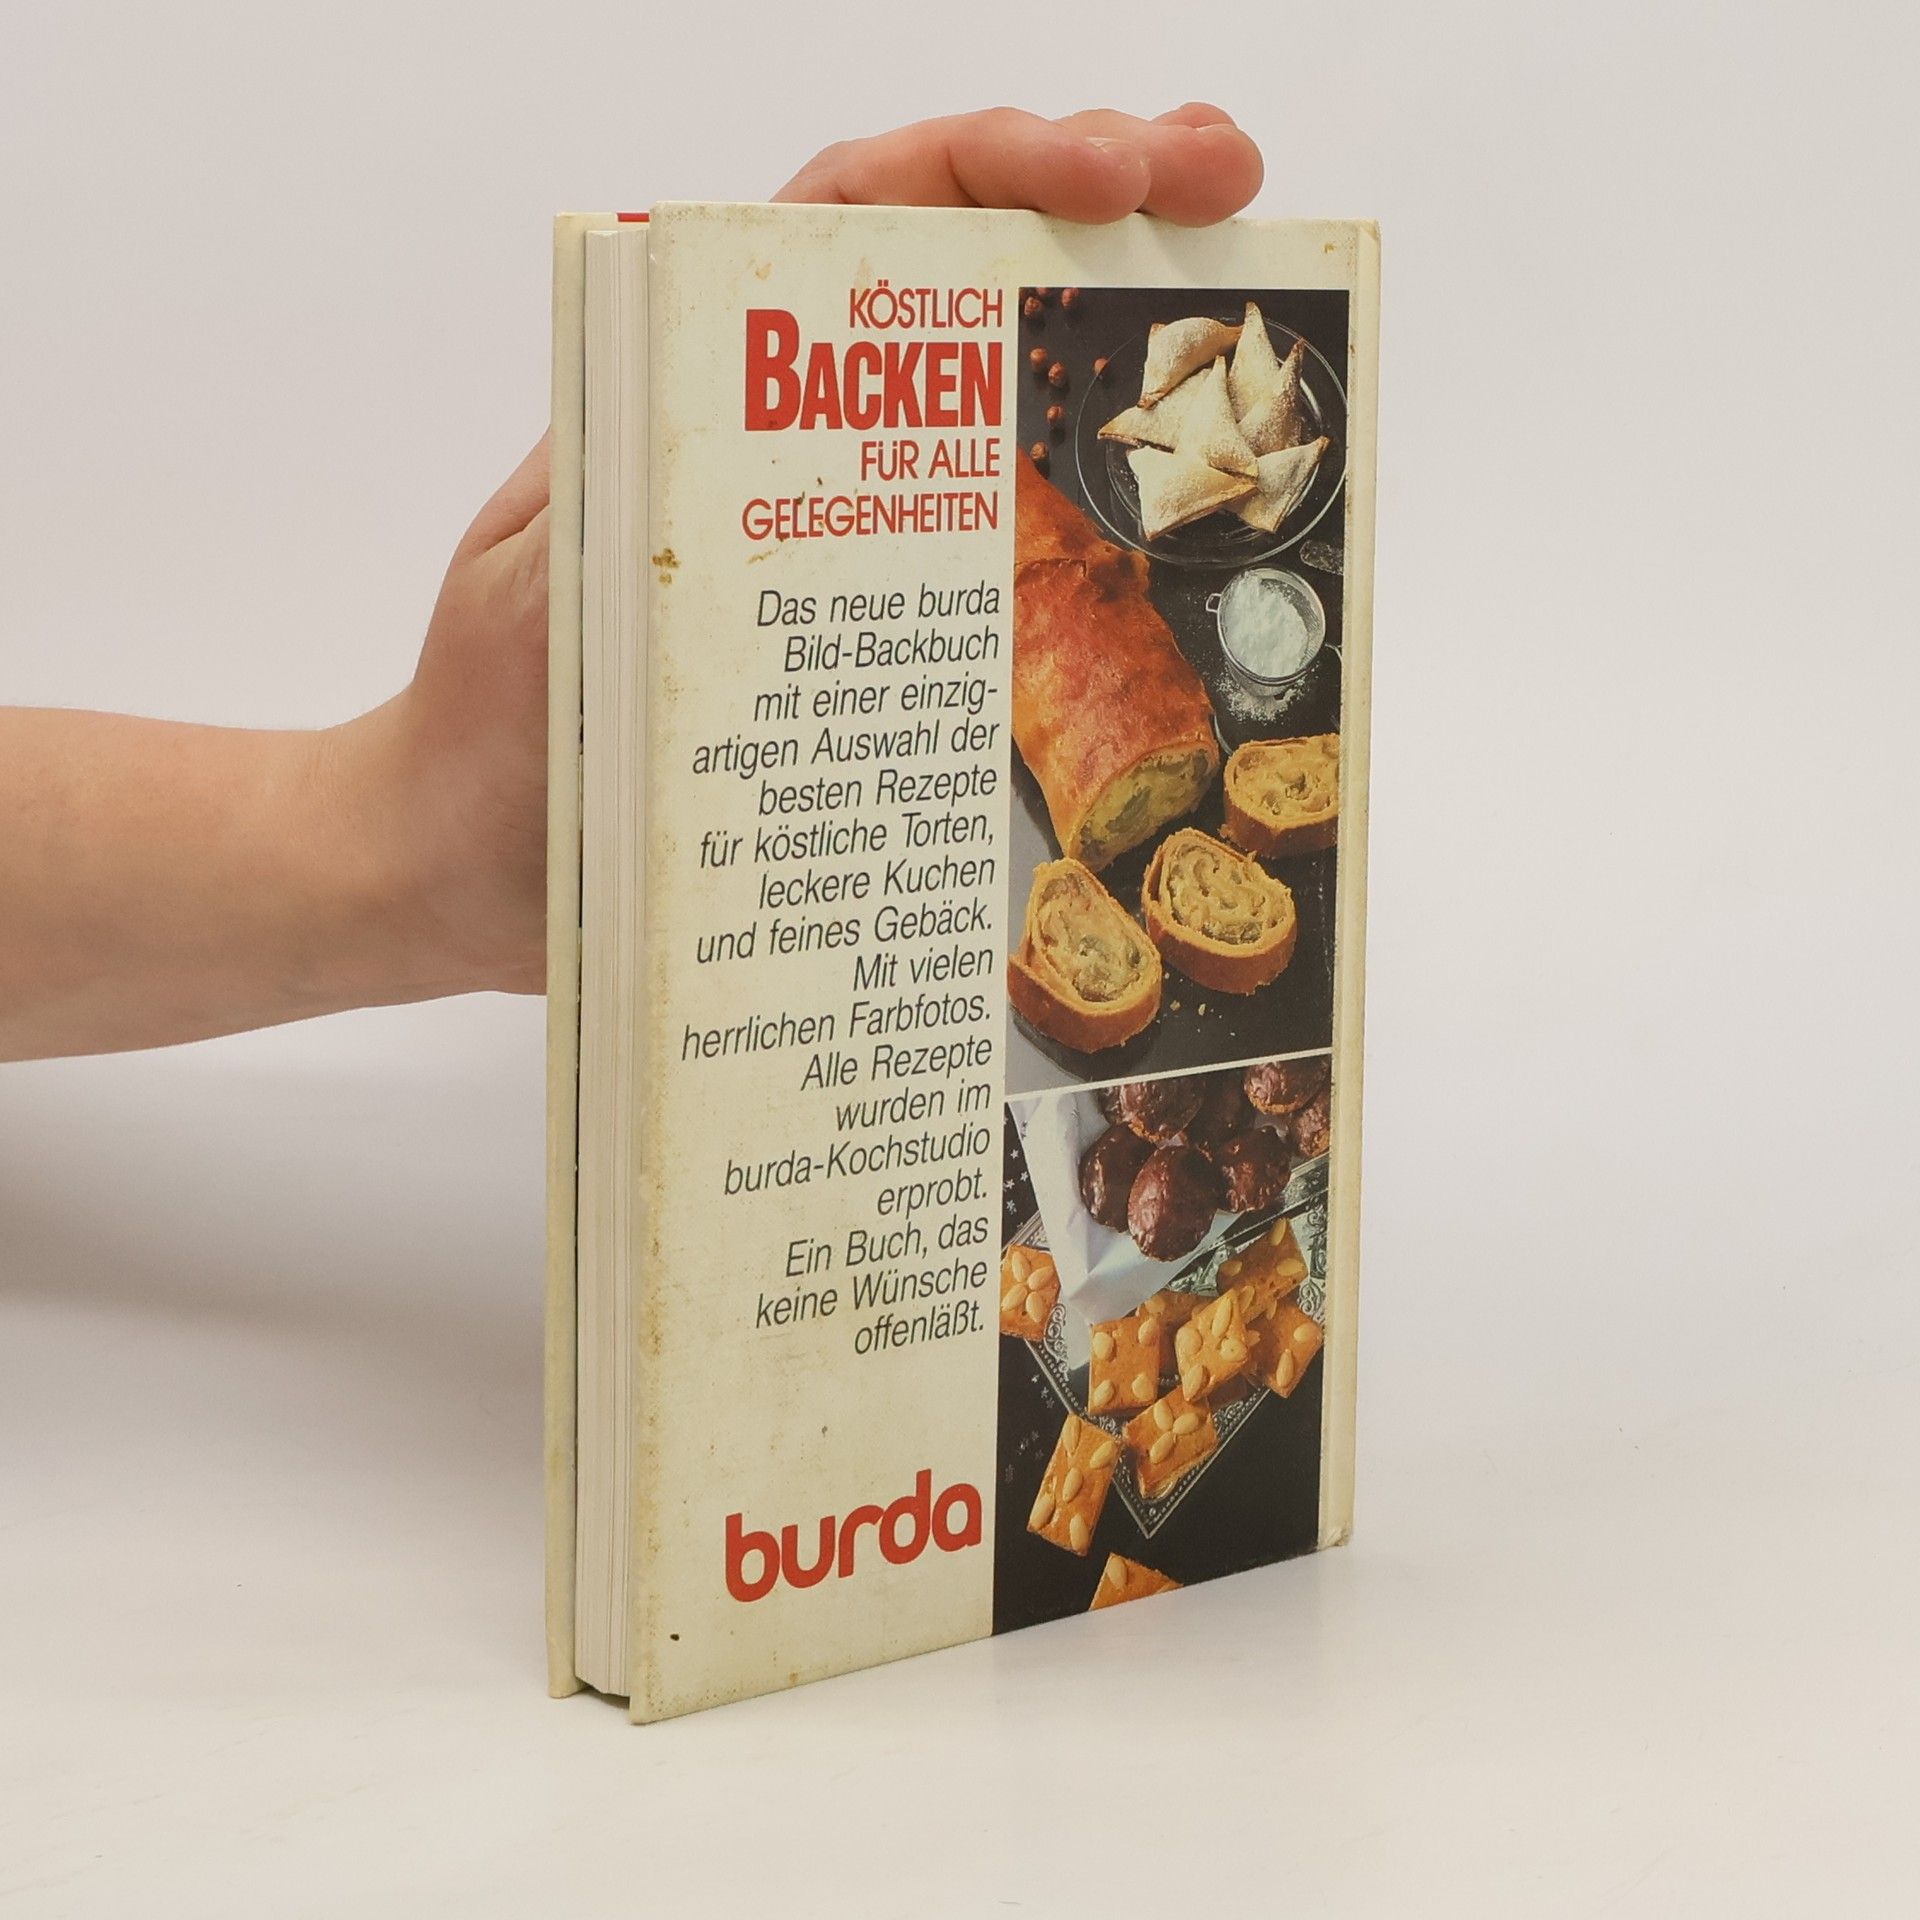 KÖSTLICH
BACKEN
FÜR ALLE
GELEGENHEITEN
Das neue burda
Bild-Backbuch
mit einer einzig-
artigen Auswahl der
besten Rezepte
für köstliche Torten,
leckere Kuchen
und feines Gebäck.
Mit vielen
herrlichen Farbfotos.
Alle Rezepte
wurden im
burda-Kochstudio
erprobt.
Ein Buch, das
keine Wünsche
offenläßt.
burda